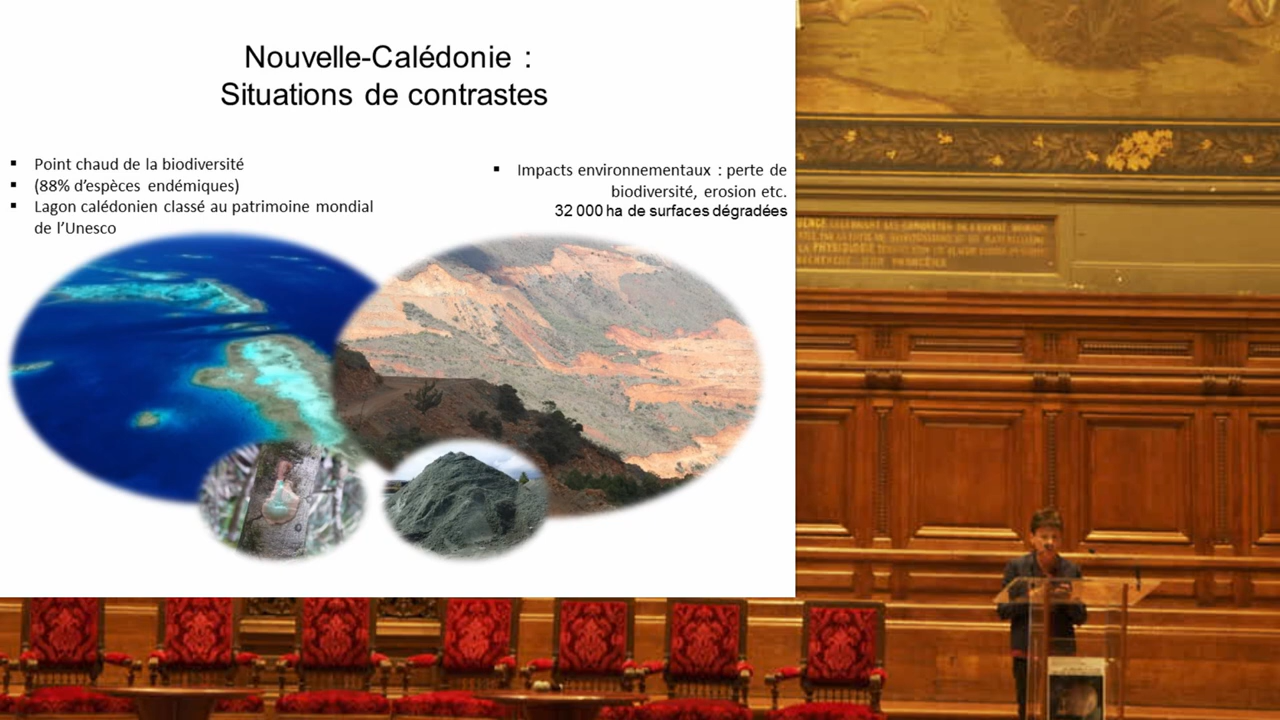 Nouvelle-Calédonie :
Situations de contrastes
▪ Point chaud de la biodiversité
▪ (88% d'espèces endémiques)
▪ Lagon calédonien classé au patrimoine mondial
de l'Unesco
▪ Impacts environnementaux : perte de
biodiversité, erosion etc.
32 000 ha de surfaces dégradées